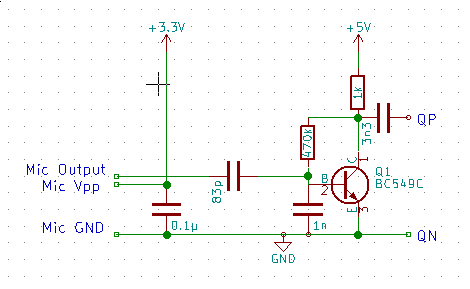 +3.3V
+5V
1k
QP
3n3
470k
Mic Output
Mic Vpp
83p
B
2
C
1
Q1
BC549C
E
3
0.1µ
1n
Mic GND
QN
GND